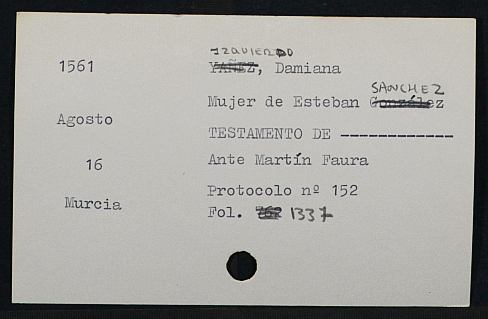 IZQUIERDO
1561 YAÑEZ, Damiana
SANCHEZ
Mujer de Esteban González
Agosto
TESTAMENTO DE -------------
16 Ante Martín Faura
Protocolo nº 152
Murcia
Fol. 1337